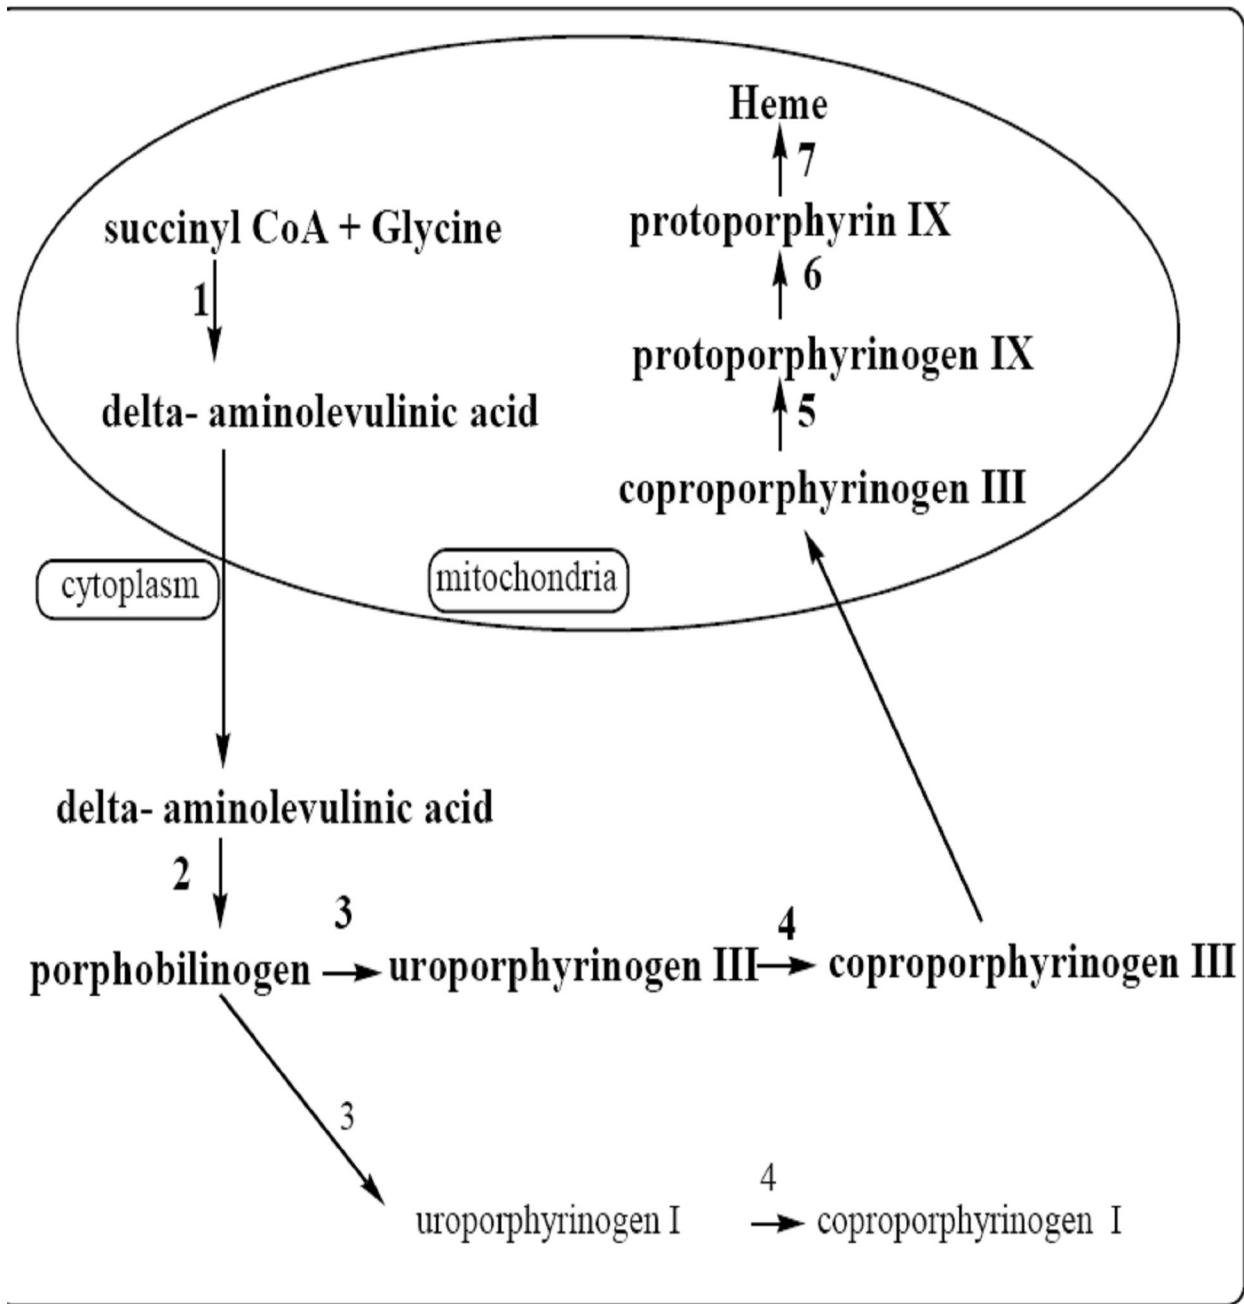 Heme
7
protoporphyrin IX
succinyl CoA + Glycine
6
1
protoporphyrinogen IX
5
delta- aminolevulinic acid
coproporphyrinogen III
cytoplasm
mitochondria
delta- aminolevulinic acid
2
3
4
porphobilinogen
uroporphyrinogen III
coproporphyrinogen III
3
4
uroporphyrinogen I
coproporphyrinogen I